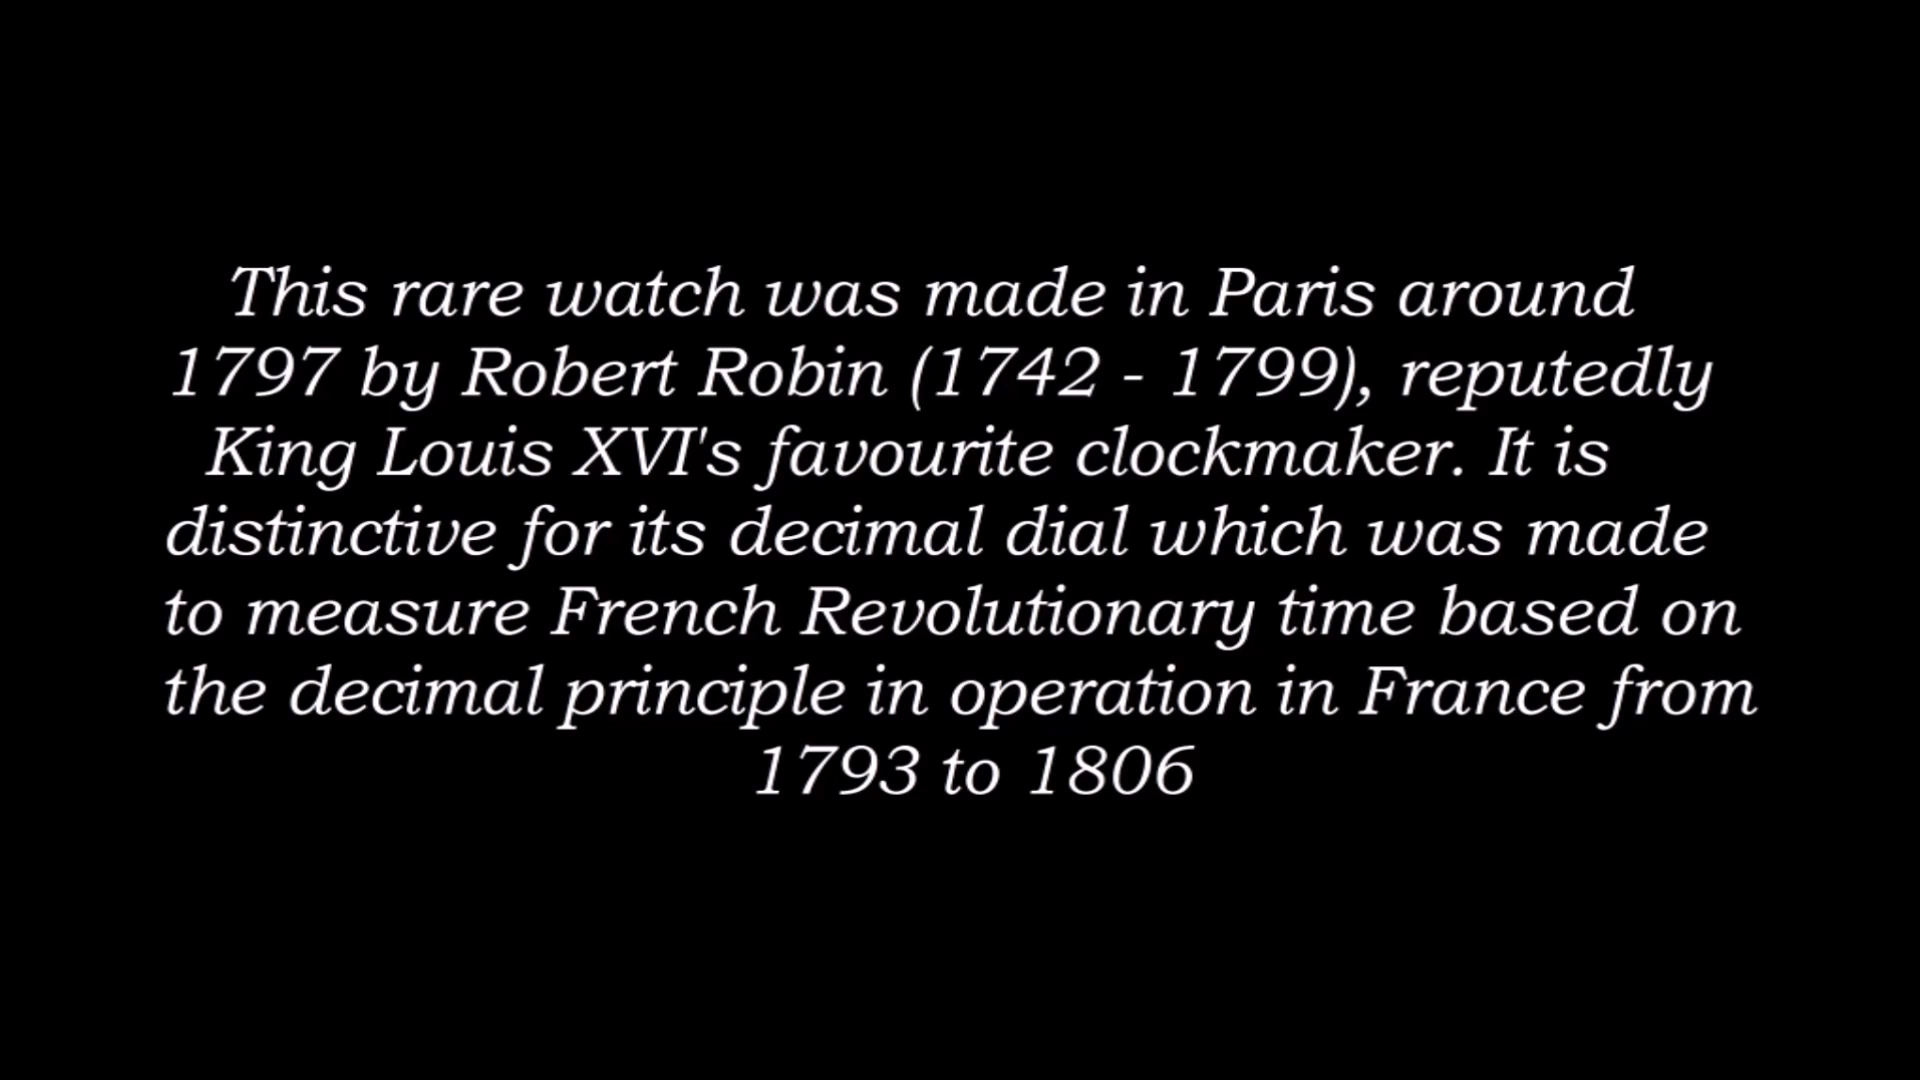 This rare watch was made in Paris around
1797 by Robert Robin (1742 - 1799), reputedly
King Louis XVI's favourite clockmaker. It is
distinctive for its decimal dial which was made
to measure French Revolutionary time based on
the decimal principle in operation in France from
1793 to 1806